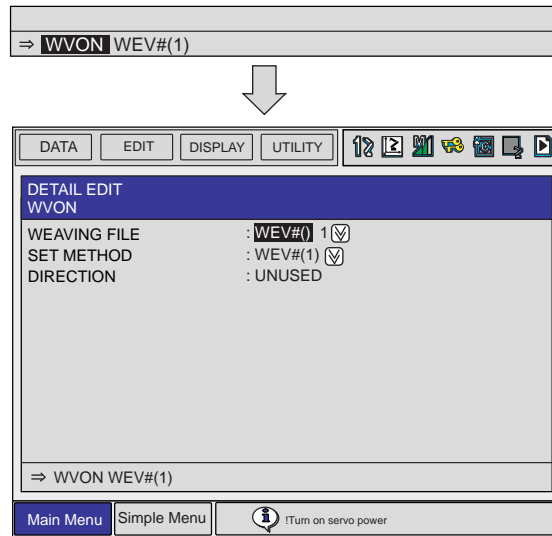 ⇒ WVON WEV#(1)
DATA EDIT DISPLAY UTILITY
DETAIL EDIT
WVON
WEAVING FILE : WEV#() 1
SET METHOD : WEV#(1)
DIRECTION : UNUSED
⇒ WVON WEV#(1)
Main Menu Simple Menu !Turn on servo power